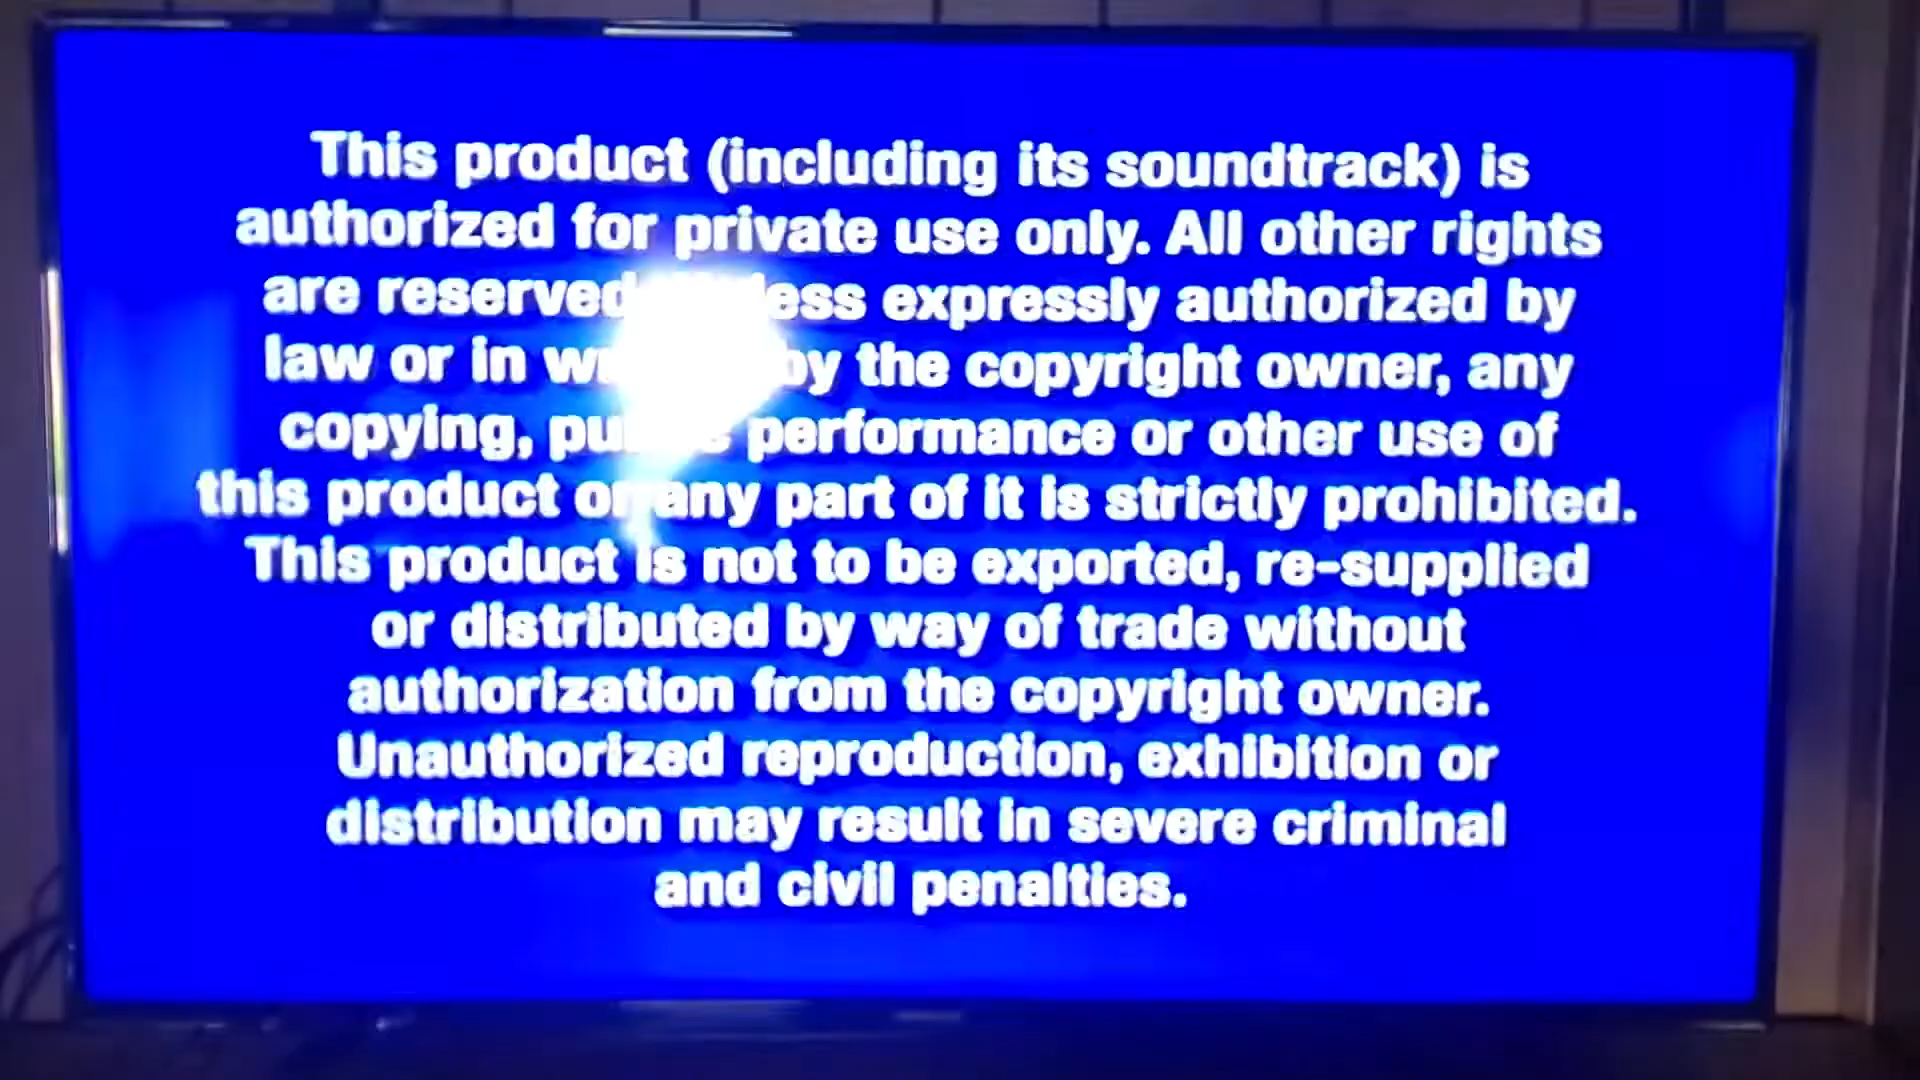 This product (including its soundtrack) is
authorized for private use only. All other rights
are reserved expressly authorized by
law or in by the copyright owner, any
copying, performance or other use of
this product or any part of it is strictly prohibited.
This product is not to be exported, re-supplied
or distributed by way of trade without
authorization from the copyright owner.
Unauthorized reproduction, exhibition or
distribution may result in severe criminal
and civil penalties.